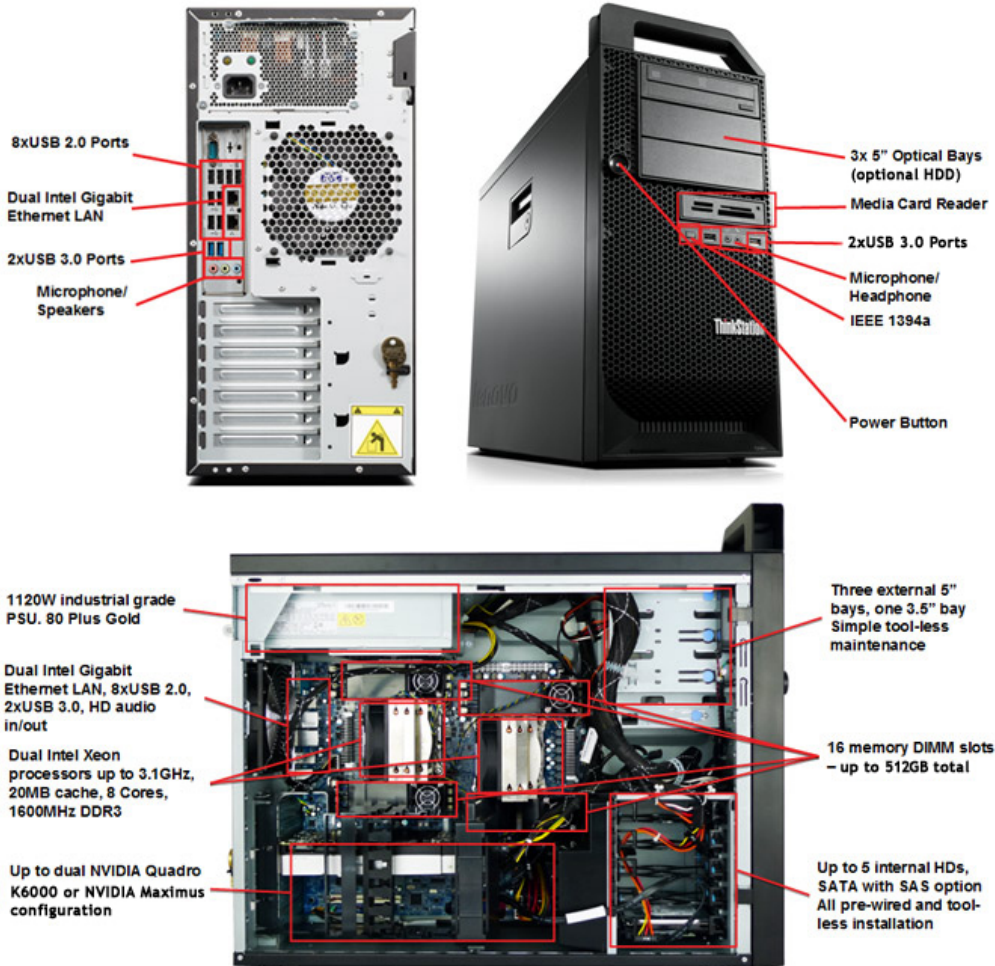 8xUSB 2.0 Ports
Dual Intel Gigabit
Ethernet LAN
2xUSB 3.0 Ports
Microphone/
Speakers
3x 5” Optical Bays
(optional HDD)
Media Card Reader
2xUSB 3.0 Ports
Microphone/
Headphone
IEEE 1394a
ThinkStation
lenovo
Power Button
1120W industrial grade
PSU. 80 Plus Gold
Dual Intel Gigabit
Ethernet LAN, 8xUSB 2.0,
2xUSB 3.0, HD audio
in/out
Dual Intel Xeon
processors up to 3.1GHz,
20MB cache, 8 Cores,
1600MHz DDR3
Up to dual NVIDIA Quadro
K6000 or NVIDIA Maximus
configuration
Three external 5”
bays, one 3.5” bay
Simple tool-less
maintenance
16 memory DIMM slots
– up to 512GB total
Up to 5 internal HDs,
SATA with SAS option
All pre-wired and tool-
less installation